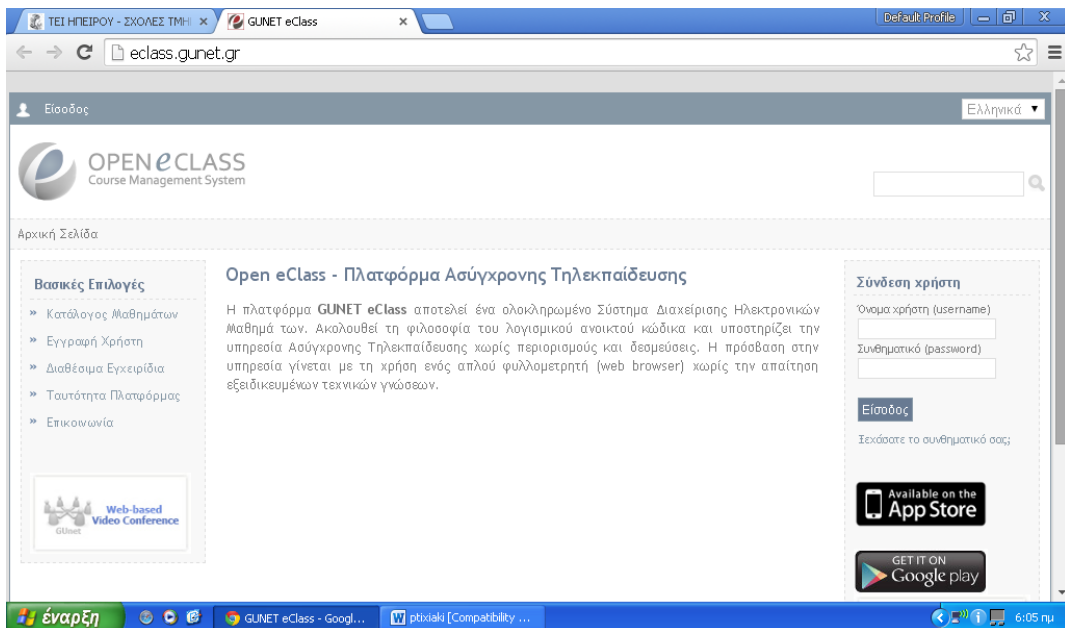 ΤΕΙ ΗΠΕΙΡΟΥ - ΣΧΟΛΕΣ ΤΜΗ
GUNET eClass
Default Profile
eclass.gunet.gr
Είσοδος
Ελληνικά
OPEN eCLASS
Course Management System
Αρχική Σελίδα
Βασικές Επιλογές
» Κατάλογος Μαθημάτων
» Εγγραφή Χρήστη
» Διαθέσιμα Εγχειρίδια
» Ταυτότητα Πλατφόρμας
» Επικοινωνία
GUnet
Web-based
Video Conference
Open eClass - Πλατφόρμα Ασύγχρονης Τηλεκπαίδευσης
Η πλατφόρμα GUNET eClass αποτελεί ένα ολοκληρωμένο Σύστημα Διαχείρισης Ηλεκτρονικών
Μαθημά των. Ακολουθεί τη φιλοσοφία του λογισμικού ανοικτού κώδικα και υποστηρίζει την
υπηρεσία Ασύγχρονης Τηλεκπαίδευσης χωρίς περιορισμούς και δεσμεύσεις. Η πρόσβαση στην
υπηρεσία γίνεται με τη χρήση ενός απλού φυλλομετρητή (web browser) χωρίς την απαίτηση
εξειδικευμένων τεχνικών γνώσεων.
Σύνδεση χρήστη
Όνομα χρήστη (username)
Συνθηματικό (password)
Είσοδος
Ξεχάσατε το συνθηματικό σας;
Available on the
App Store
GET IT ON
Google play
έναρξη
GUNET eClass - Googl...
ptixiaki [Compatibility ...
6:05 πμ